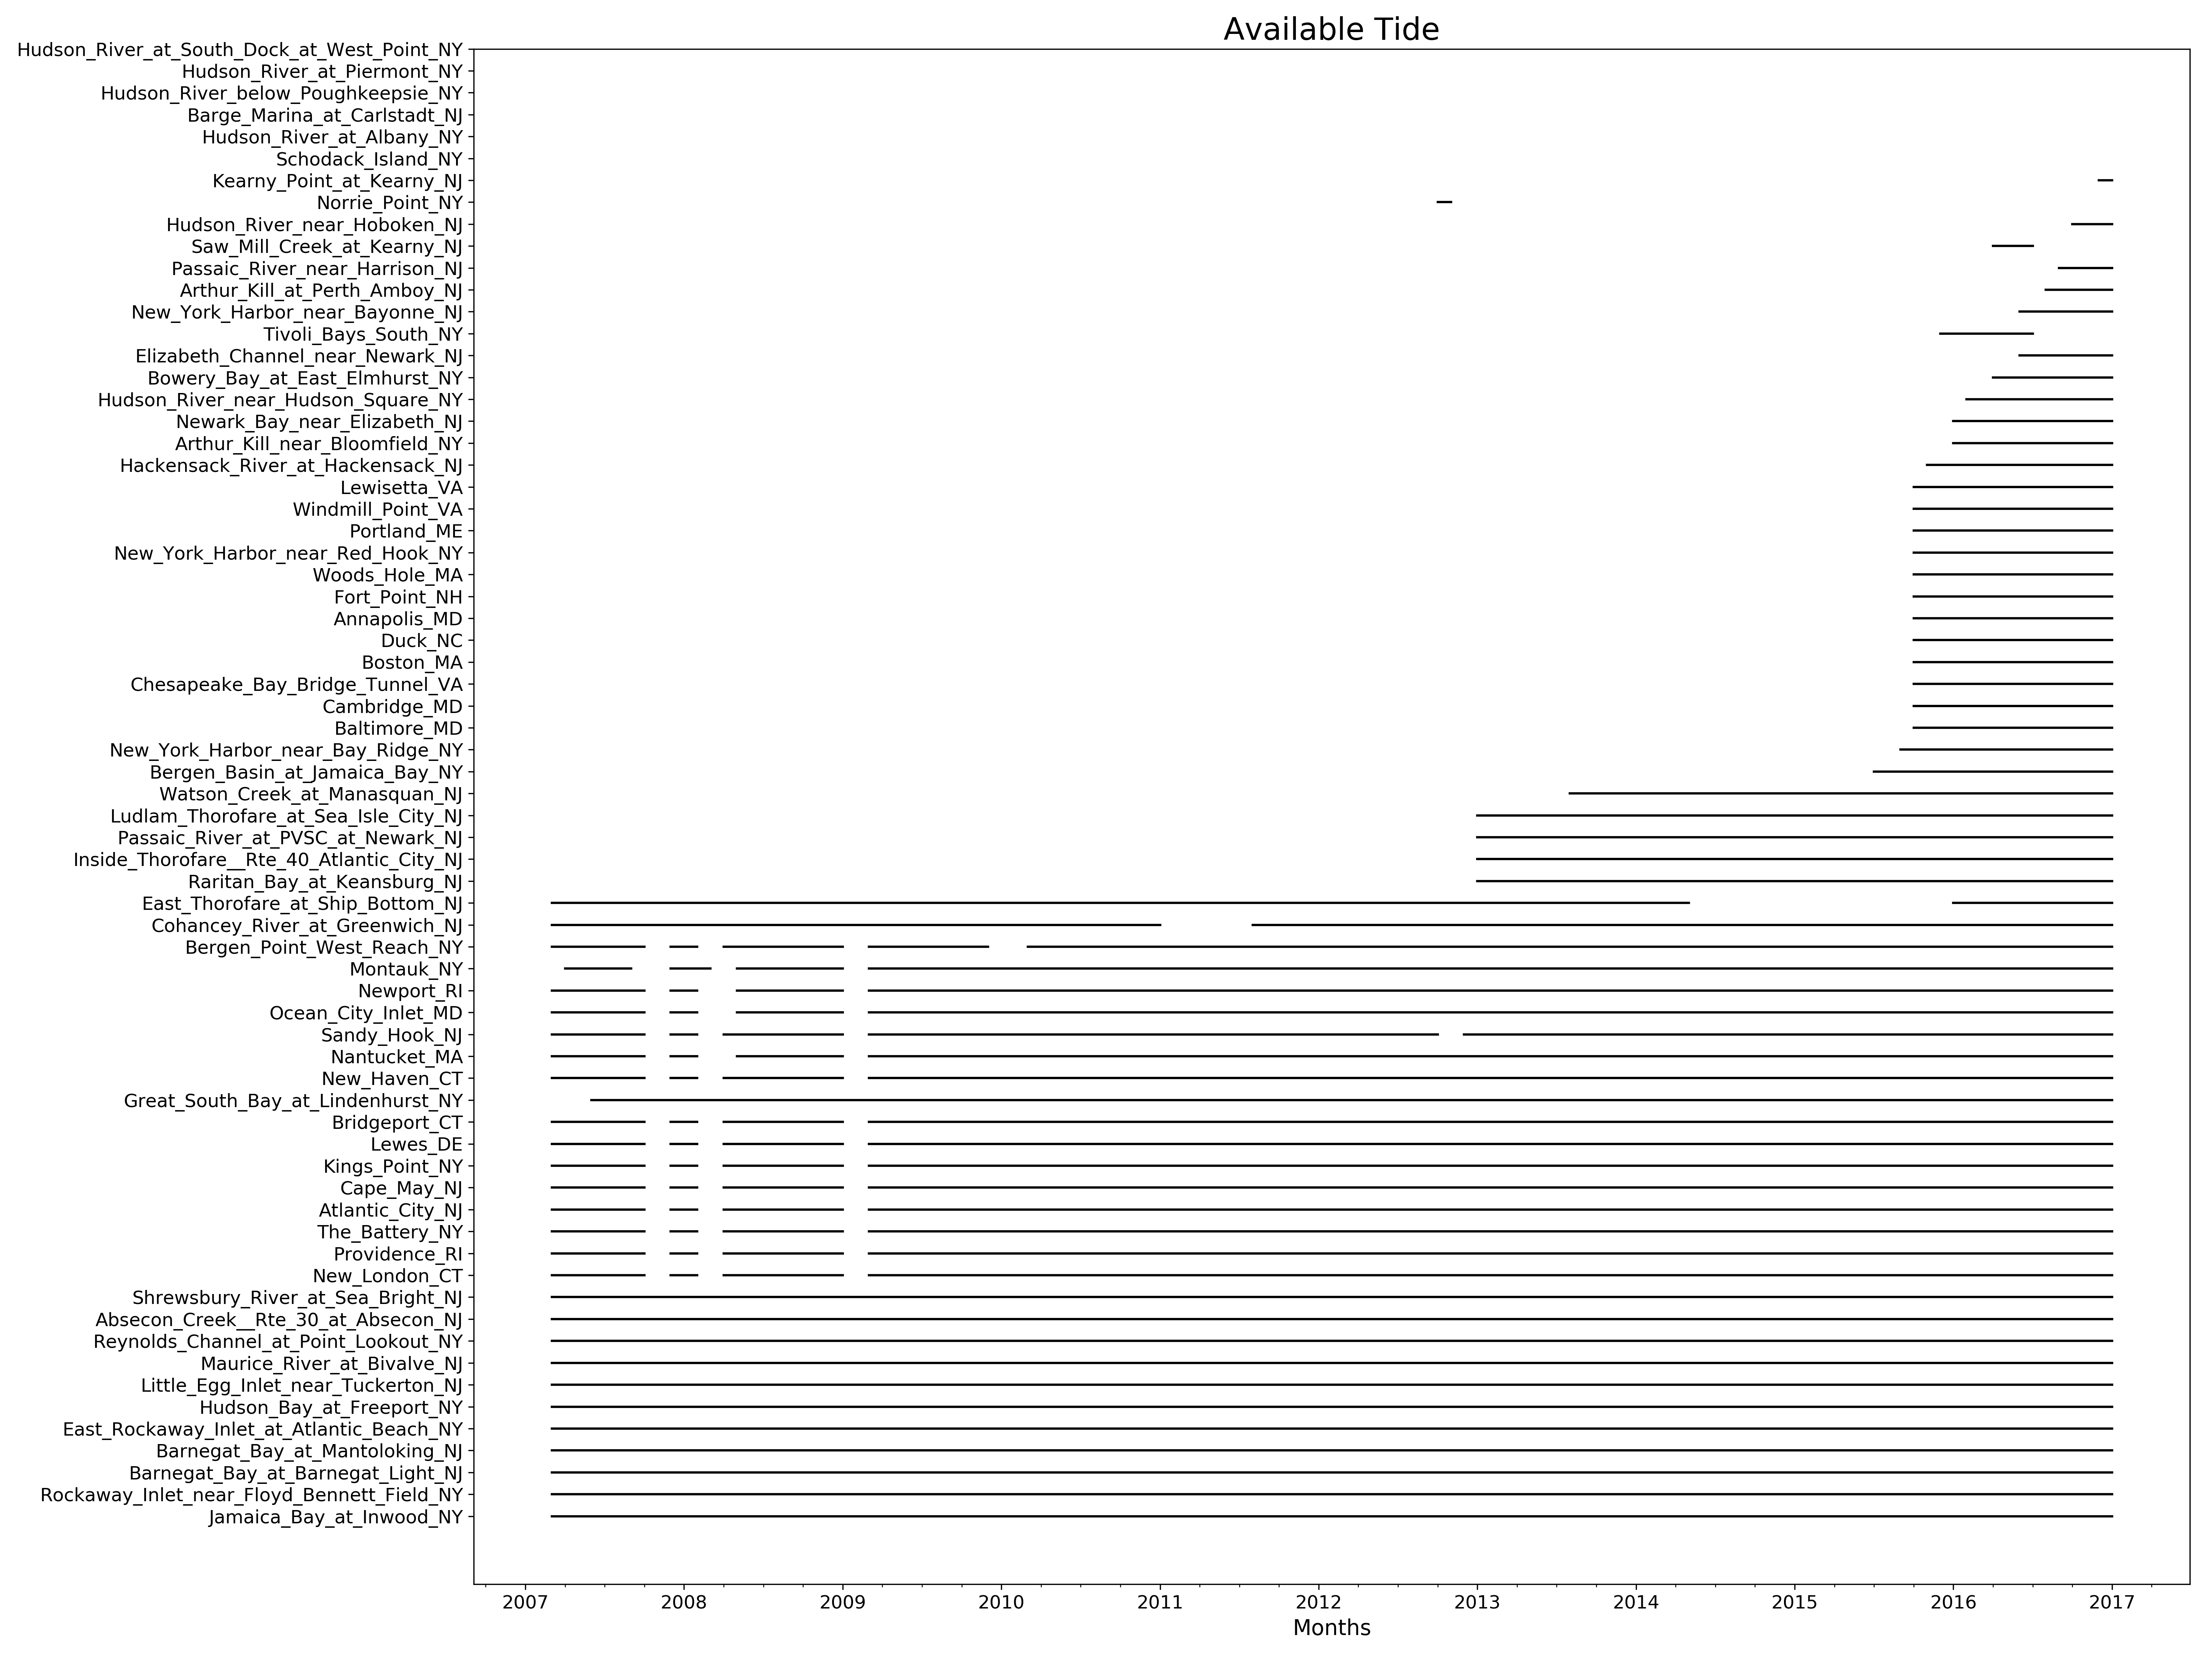 Available Tide
Hudson_River_at_South_Dock_at_West_Point_NY
Hudson_River_at_Piermont_NY
Hudson_River_below_Poughkeepsie_NY
Barge_Marina_at_Carlstadt_NJ
Hudson_River_at_Albany_NY
Schodack_Island_NY
Kearny_Point_at_Kearny_NJ
Norrie_Point_NY
Hudson_River_near_Hoboken_NJ
Saw_Mill_Creek_at_Kearny_NJ
Passaic_River_near_Harrison_NJ
Arthur_Kill_at_Perth_Amboy_NJ
New_York_Harbor_near_Bayonne_NJ
Tivoli_Bays_South_NY
Elizabeth_Channel_near_Newark_NJ
Bowery_Bay_at_East_Elmhurst_NY
Hudson_River_near_Hudson_Square_NY
Newark_Bay_near_Elizabeth_NJ
Arthur_Kill_near_Bloomfield_NY
Hackensack_River_at_Hackensack_NJ
Lewisetta_VA
Windmill_Point_VA
Portland_ME
New_York_Harbor_near_Red_Hook_NY
Woods_Hole_MA
Fort_Point_NH
Annapolis_MD
Duck_NC
Boston_MA
Chesapeake_Bay_Bridge_Tunnel_VA
Cambridge_MD
Baltimore_MD
New_York_Harbor_near_Bay_Ridge_NY
Bergen_Basin_at_Jamaica_Bay_NY
Watson_Creek_at_Manasquan_NJ
Ludlam_Thorofare_at_Sea_Isle_City_NJ
Passaic_River_at_PVSC_at_Newark_NJ
Inside_Thorofare__Rte_40_Atlantic_City_NJ
Raritan_Bay_at_Keansburg_NJ
East_Thorofare_at_Ship_Bottom_NJ
Cohancey_River_at_Greenwich_NJ
Bergen_Point_West_Reach_NY
Montauk_NY
Newport_RI
Ocean_City_Inlet_MD
Sandy_Hook_NJ
Nantucket_MA
New_Haven_CT
Great_South_Bay_at_Lindenhurst_NY
Bridgeport_CT
Lewes_DE
Kings_Point_NY
Cape_May_NJ
Atlantic_City_NJ
The_Battery_NY
Providence_RI
New_London_CT
Shrewsbury_River_at_Sea_Bright_NJ
Absecon_Creek__Rte_30_at_Absecon_NJ
Reynolds_Channel_at_Point_Lookout_NY
Maurice_River_at_Bivalve_NJ
Little_Egg_Inlet_near_Tuckerton_NJ
Hudson_Bay_at_Freeport_NY
East_Rockaway_Inlet_at_Atlantic_Beach_NY
Barnegat_Bay_at_Mantoloking_NJ
Barnegat_Bay_at_Barnegat_Light_NJ
Rockaway_Inlet_near_Floyd_Bennett_Field_NY
Jamaica_Bay_at_Inwood_NY
2007 2008 2009 2010 2011 2012 2013 2014 2015 2016 2017
Months